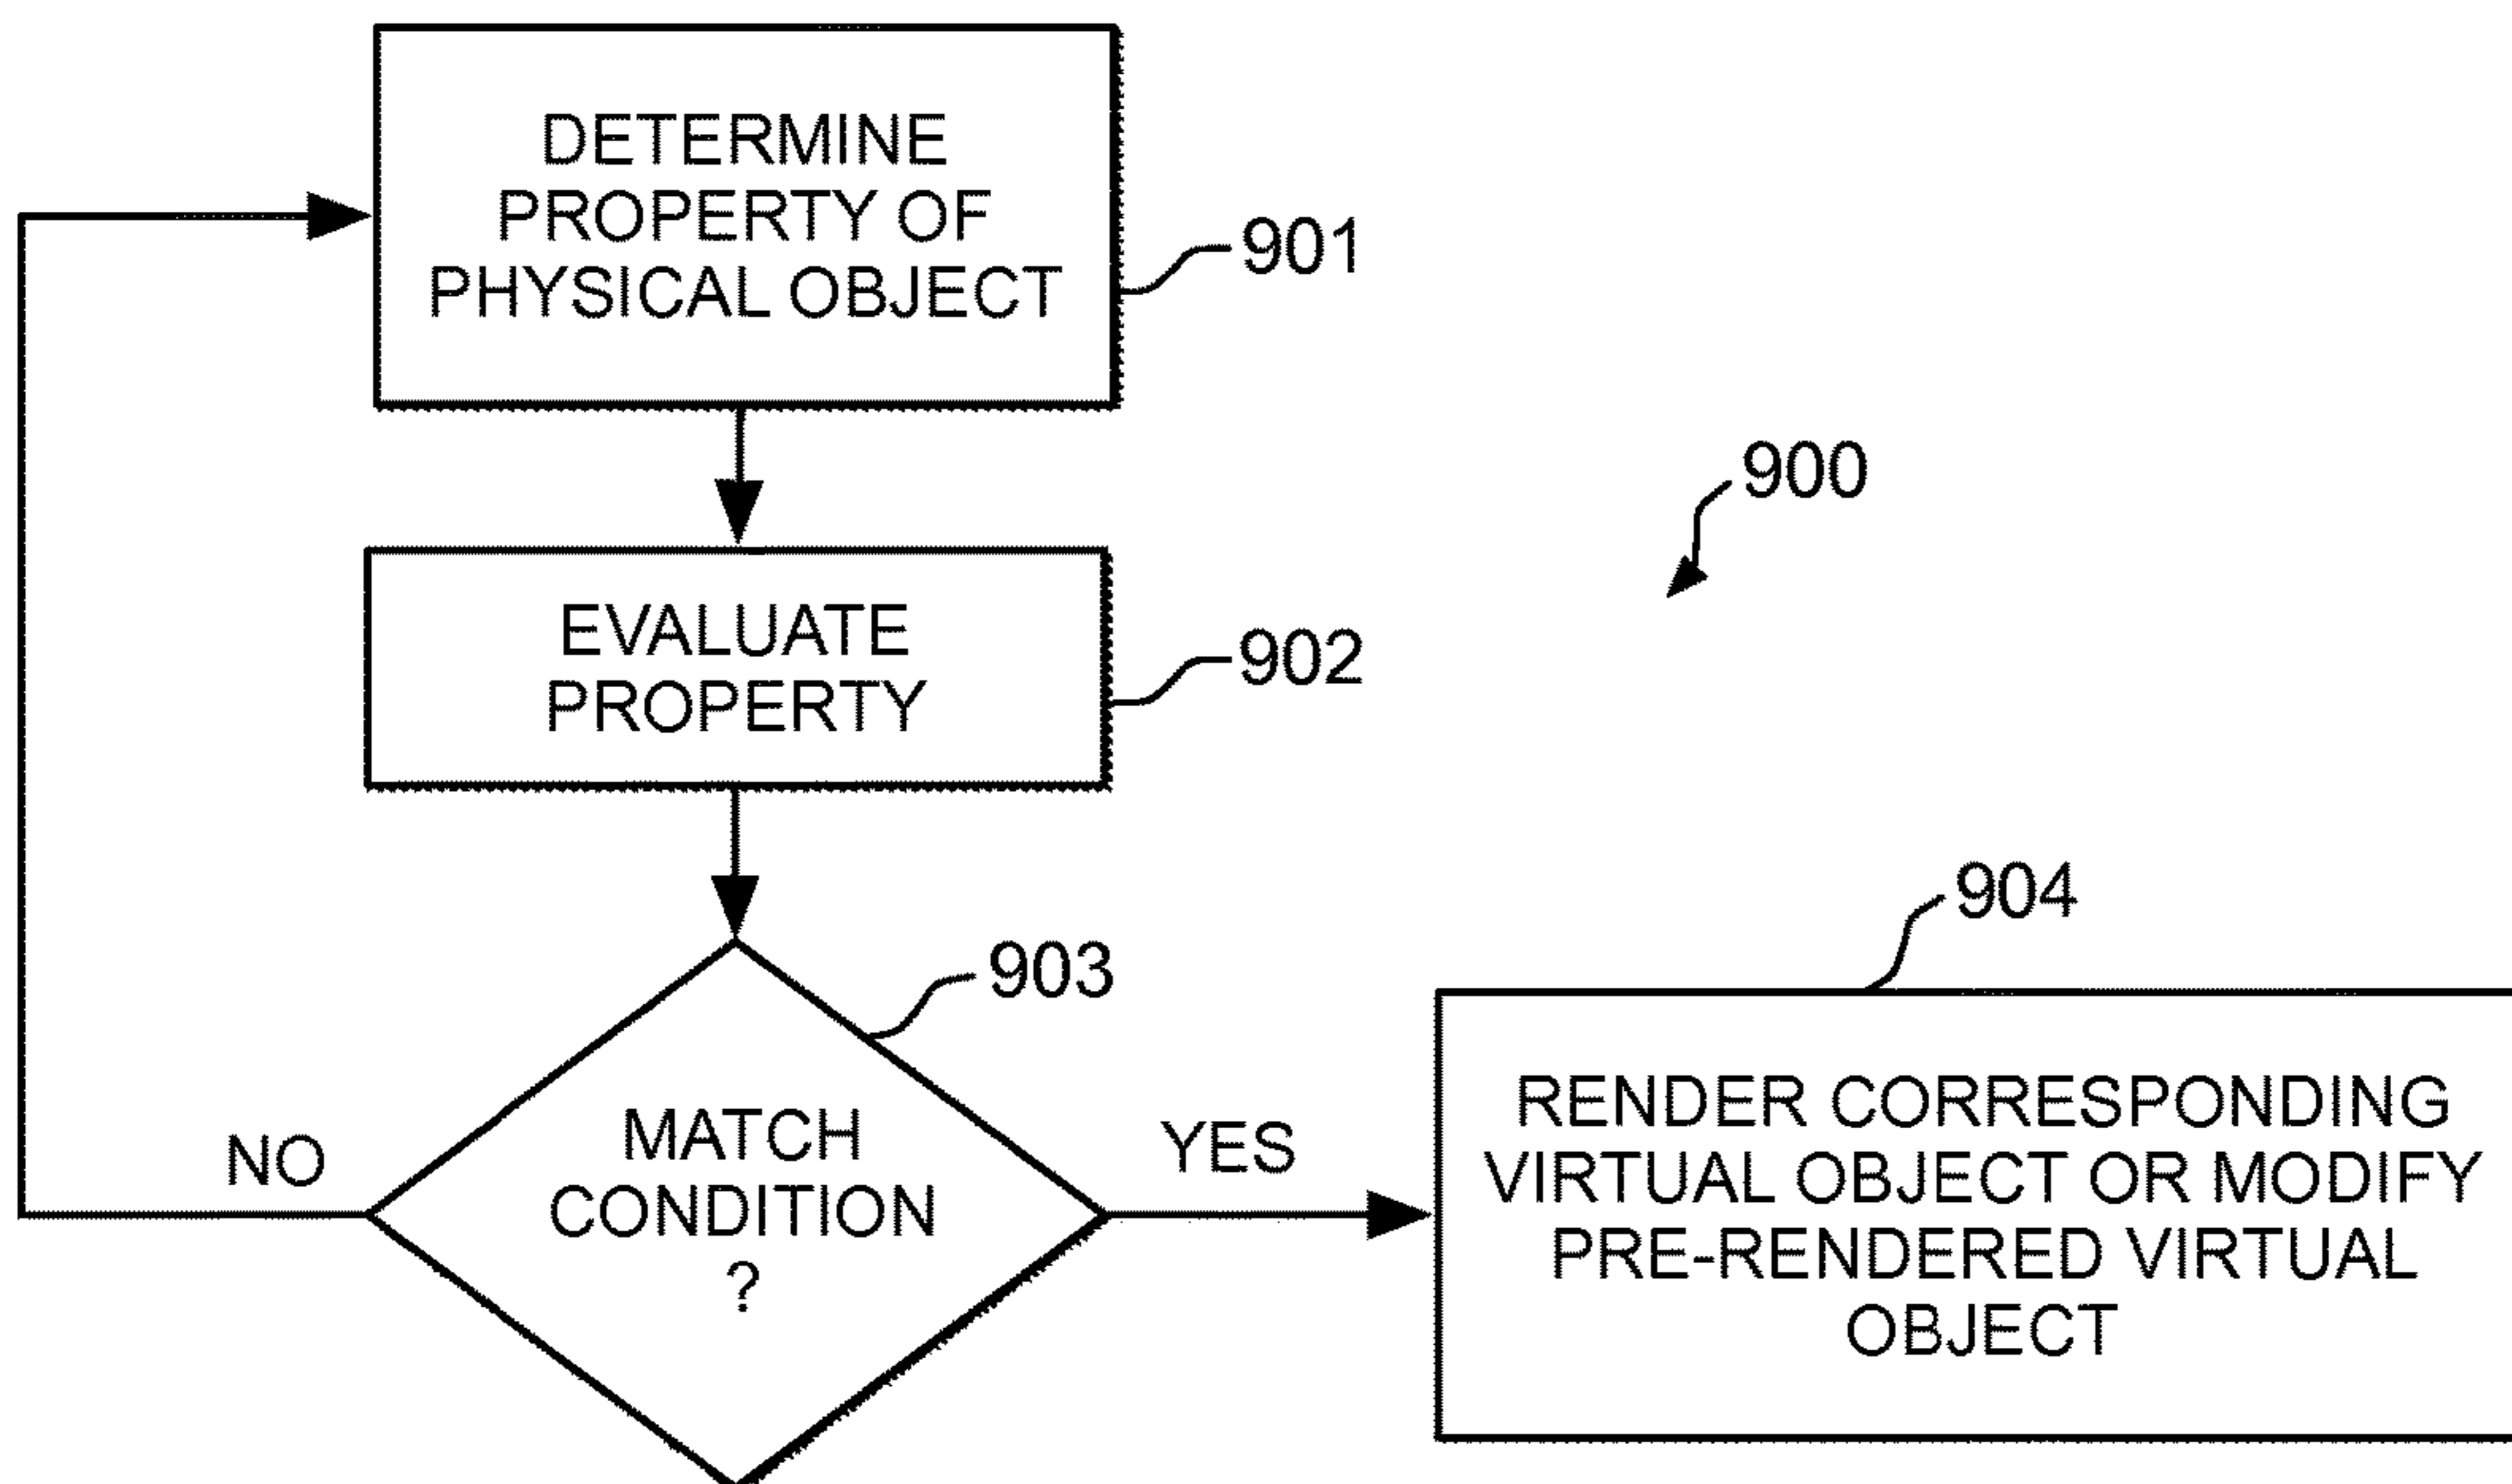 DETERMINE
PROPERTY OF
PHYSICAL OBJECT
901
900
EVALUATE
PROPERTY
902
904
903
MATCH
CONDITION
?
NO
YES
RENDER CORRESPONDING
VIRTUAL OBJECT OR MODIFY
PRE-RENDERED VIRTUAL
OBJECT